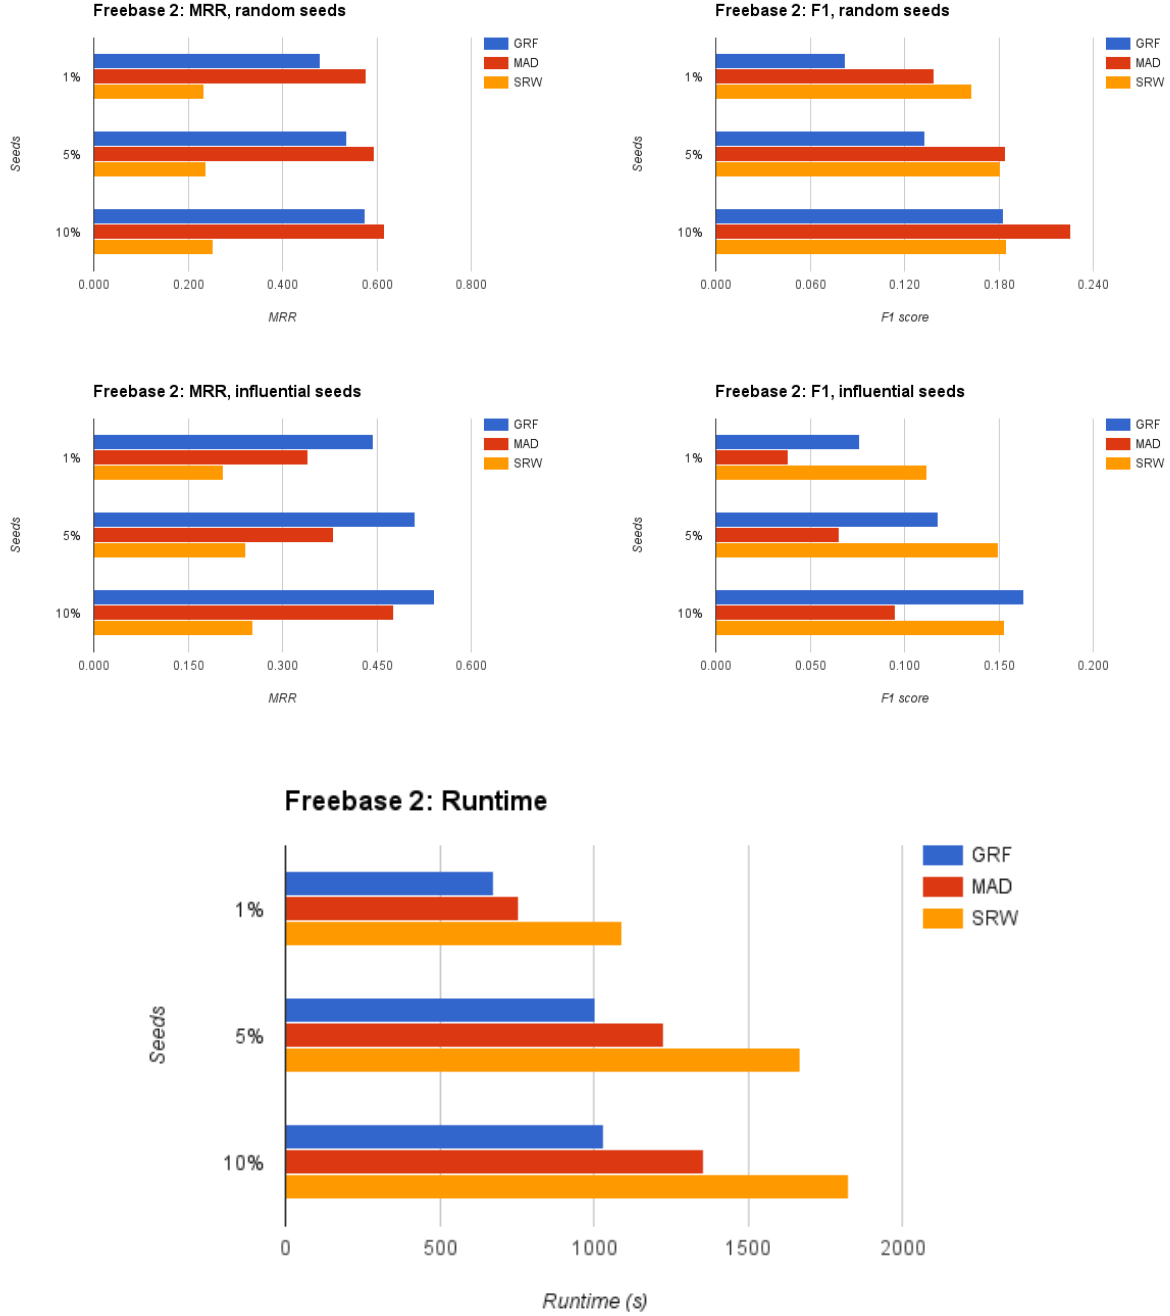 Freebase 2: MRR, random seeds
GRF
MAD
SRW
1%
5%
10%
Seeds
0.000 0.200 0.400 0.600 0.800
MRR
Freebase 2: F1, random seeds
GRF
MAD
SRW
1%
5%
10%
Seeds
0.000 0.060 0.120 0.180 0.240
F1 score
Freebase 2: MRR, influential seeds
GRF
MAD
SRW
1%
5%
10%
Seeds
0.000 0.150 0.300 0.450 0.600
MRR
Freebase 2: F1, influential seeds
GRF
MAD
SRW
1%
5%
10%
Seeds
0.000 0.050 0.100 0.150 0.200
F1 score
Freebase 2: Runtime
GRF
MAD
SRW
1%
5%
10%
Seeds
0 500 1000 1500 2000
Runtime (s)